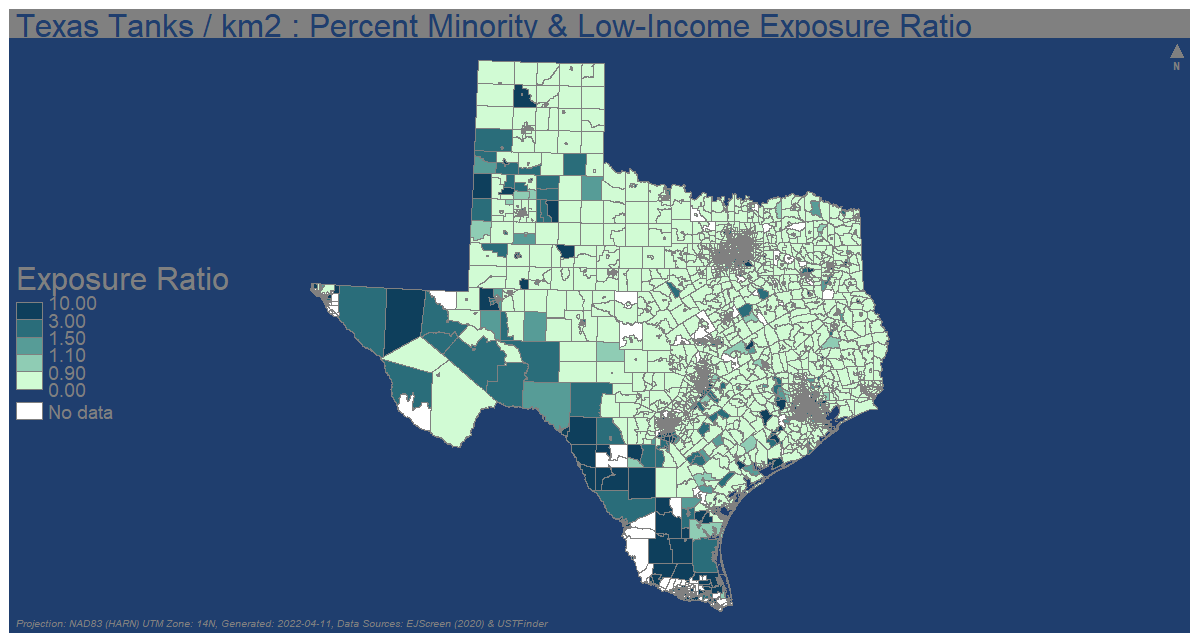 Texas Tanks / km2 : Percent Minority & Low-Income Exposure Ratio
N
Exposure Ratio
10.00
3.00
1.50
1.10
0.90
0.00
No data
Projection: NAD83 (HARN) UTM Zone: 14N, Generated: 2022-04-11, Data Sources: EJScreen (2020) & USTFinder